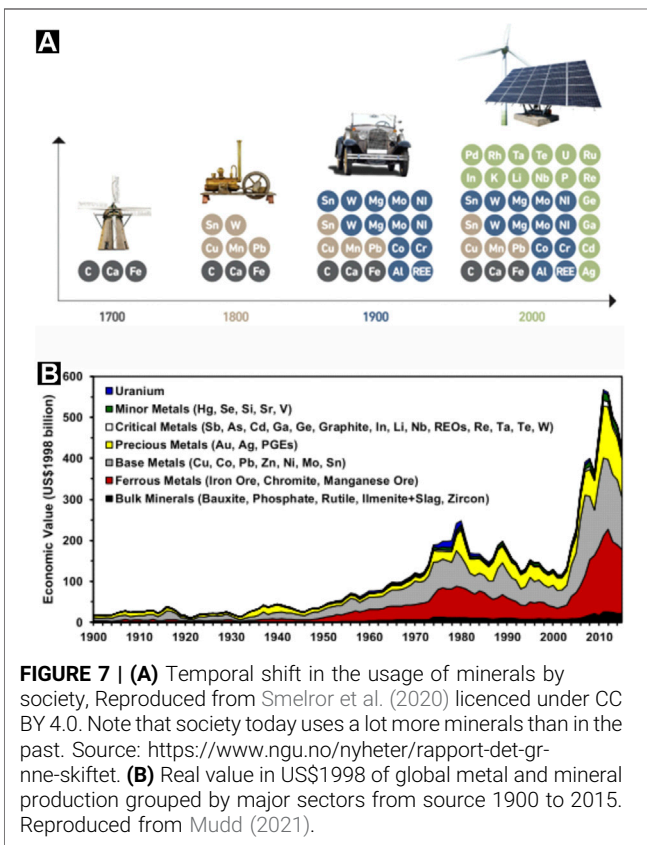 A
Pd Rh Ta Te U Ru
In K Li Nb P Re
Sn W Mg Mo NI
Sn W Mg Mo NI Ge
Sn W
Sn W Mg Mo NI
Sn W Mg Mo NI Ga
Cu Mn Pb
Cu Mn Pb Co Cr
Cu Mn Pb Co Cr Cd
C Ca Fe
C Ca Fe
C Ca Fe Al REE
C Ca Fe Al REE Ag
1700
1800
1900
2000
B
Economic Value (US$1998 billion)
600
500
400
300
200
100
0
Uranium
Minor Metals (Hg, Se, Si, Sr, V)
Critical Metals (Sb, As, Cd, Ga, Ge, Graphite, In, Li, Nb, REOs, Re, Ta, Te, W)
Precious Metals (Au, Ag, PGEs)
Base Metals (Cu, Co, Pb, Zn, Ni, Mo, Sn)
Ferrous Metals (Iron Ore, Chromite, Manganese Ore)
Bulk Minerals (Bauxite, Phosphate, Rutile, Ilmenite+Slag, Zircon)
1900 1910 1920 1930 1940 1950 1960 1970 1980 1990 2000 2010
FIGURE 7 | (A) Temporal shift in the usage of minerals by
society, Reproduced from Smelror et al. (2020) licenced under CC
BY 4.0. Note that society today uses a lot more minerals than in the
past. Source: https://www.ngu.no/nyheter/rapport-det-gr-
nne-skiftet. (B) Real value in US$1998 of global metal and mineral
production grouped by major sectors from source 1900 to 2015.
Reproduced from Mudd (2021).